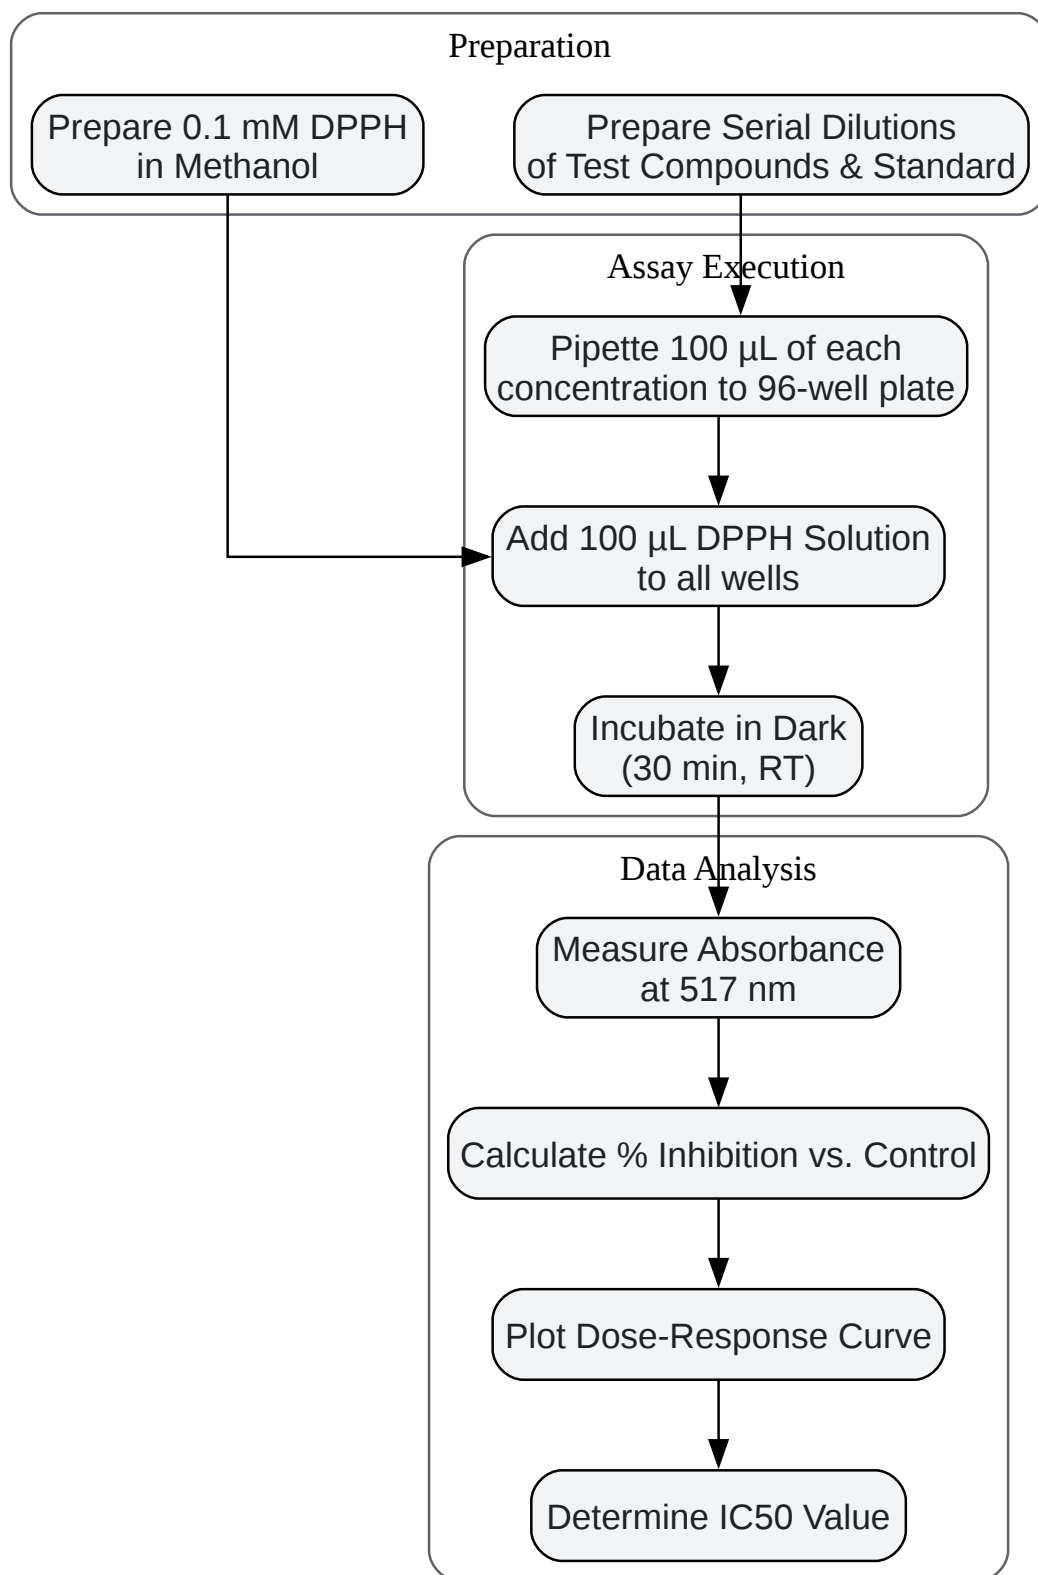 Preparation
Prepare 0.1 mM DPPH
in Methanol
Prepare Serial Dilutions
of Test Compounds & Standard
Assay Execution
Pipette 100 µL of each
concentration to 96-well plate
Add 100 µL DPPH Solution
to all wells
Incubate in Dark
(30 min, RT)
Data Analysis
Measure Absorbance
at 517 nm
Calculate % Inhibition vs. Control
Plot Dose-Response Curve
Determine IC50 Value